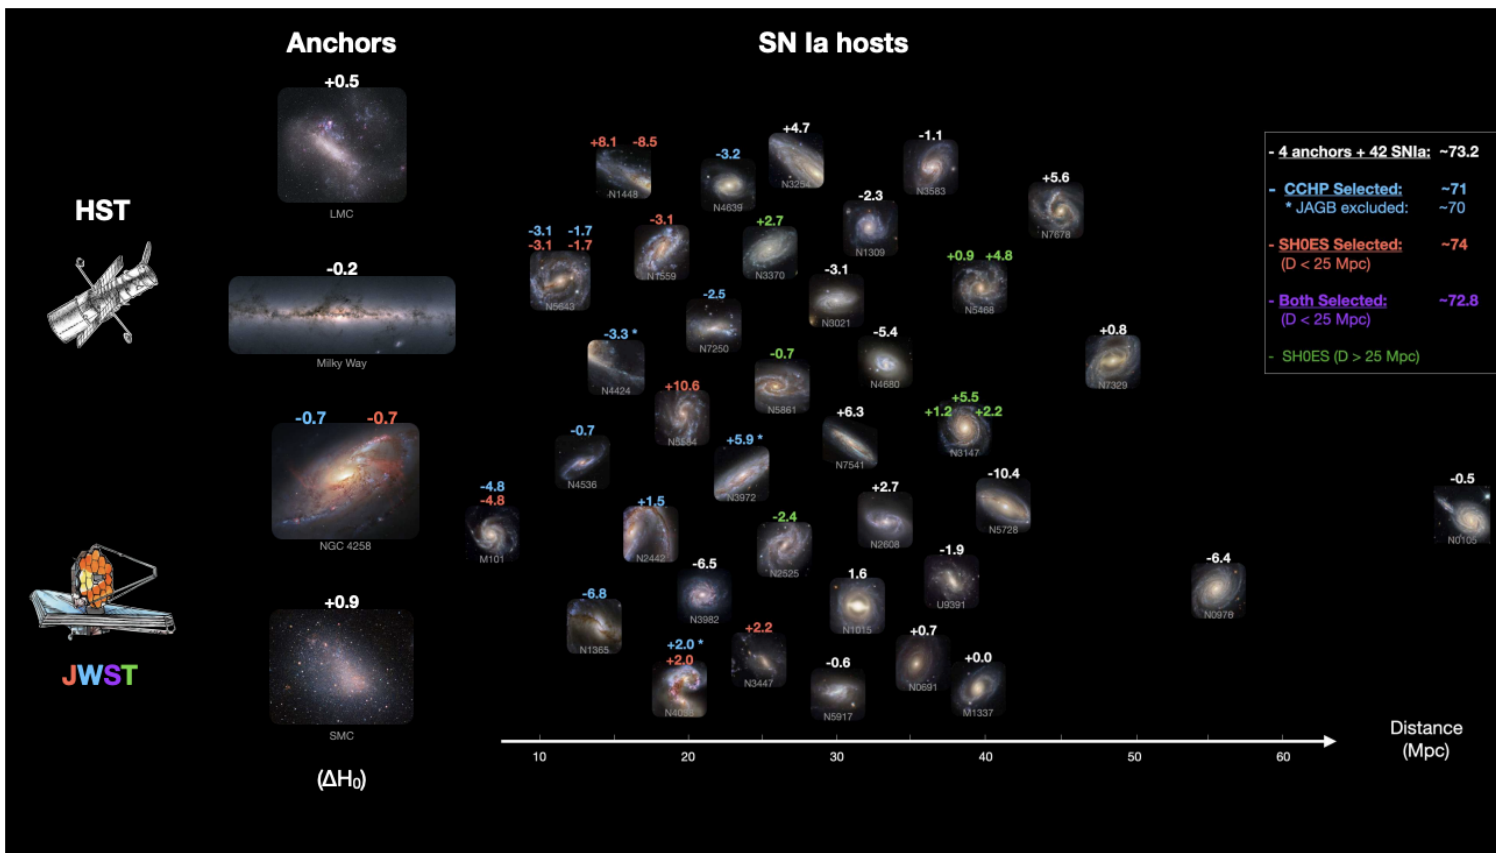 Anchors
SN Ia hosts
HST
JWST
+0.5
LMC
-0.2
Milky Way
-0.7 -0.7
NGC 4258
+0.9
SMC
(ΔH₀)
+8.1 -8.5
N1448
-3.2
N4639
+4.7
N3254
-1.1
N3583
+5.6
N7678
-2.3
N1309
-3.1 -1.7
-3.1 -1.7
N5643
-3.1
N1559
+2.7
N3370
+0.9 +4.8
N5468
-3.1
N3021
-2.5
N7250
-3.3 *
N4424
-5.4
N4680
+0.8
N7329
-0.7
N5861
+10.6
N5584
+6.3
N7541
+5.5
+1.2 +2.2
N3147
-0.7
N4536
+5.9 *
N3972
-10.4
N5728
-0.5
N0105
-4.8
-4.8
M101
+1.5
N2442
-2.4
N2525
+2.7
N2608
-6.5
N3982
-1.9
U9391
-6.4
N0976
-6.8
N1365
1.6
N1015
+2.0 *
+2.0
+2.2
N3447
-0.6
N5917
+0.7
N0691
+0.0
M1337
- 4 anchors + 42 SNIa: ~73.2
- CCHP Selected: ~71
* JAGB excluded: ~70
- SH0ES Selected: ~74
(D < 25 Mpc)
- Both Selected: ~72.8
(D < 25 Mpc)
- SH0ES (D > 25 Mpc)
10 20 30 40 50 60
Distance
(Mpc)